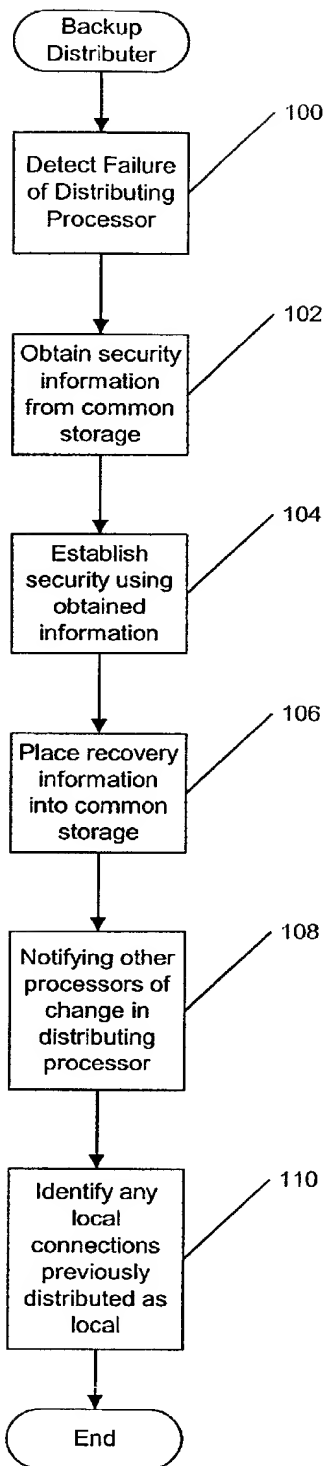 Backup
Distributer
100
Detect Failure
of Distributing
Processor
102
Obtain security
information
from common
storage
104
Establish
security using
obtained
information
106
Place recovery
information
into common
storage
108
Notifying other
processors of
change in
distributing
processor
110
Identify any
local
connections
previously
distributed as
local
End